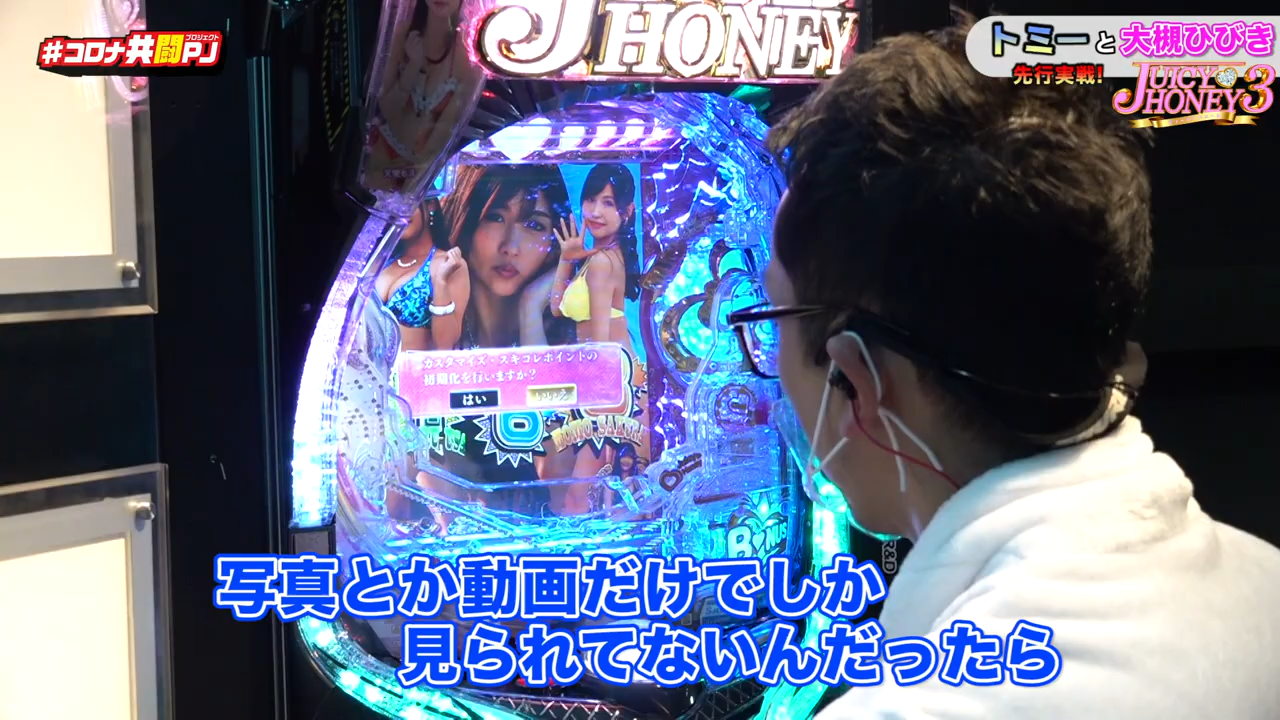 #コロナ共闘PJ
プロジェクト
JUICY HONEY
トミーと大槻ひびき
先行実戦!
JUICY HONEY 3
カスタマイズ・スキコレポイントの
初期化を行いますか?
はい
いいえ
6
BONUS
R&D
写真とか動画だけでしか
見られてないんだったら